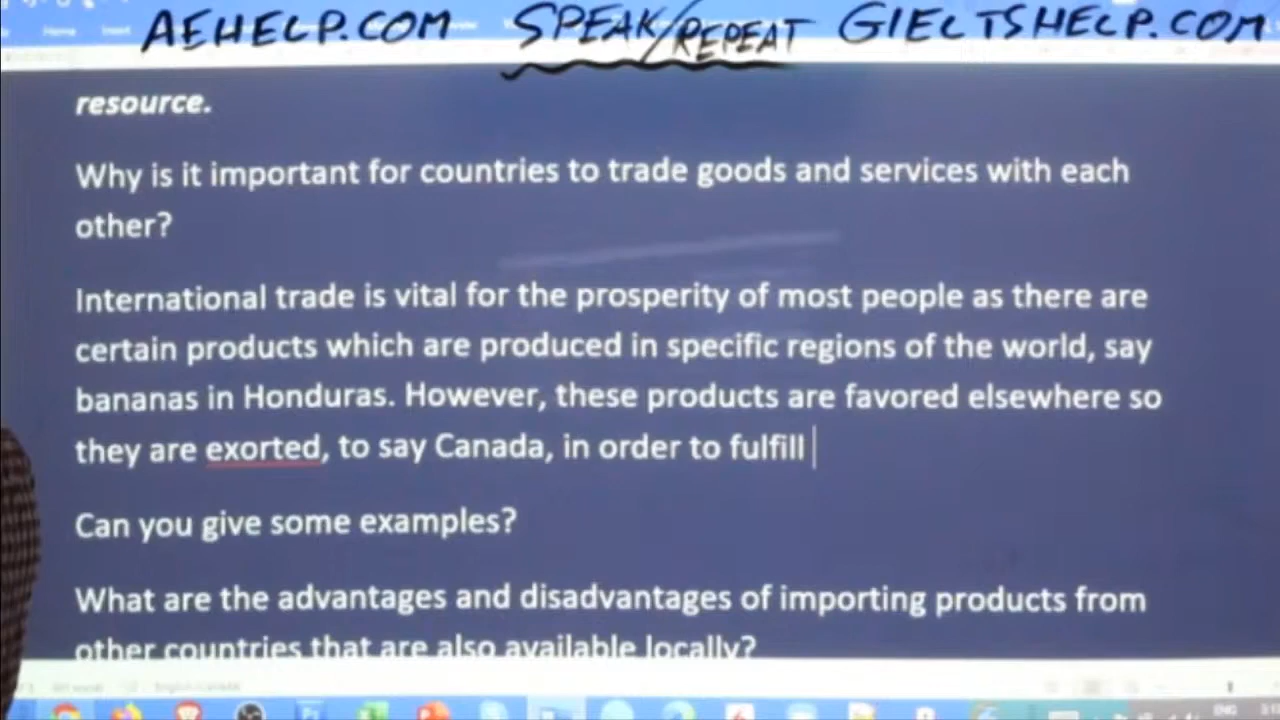 AEHELP.COM SPEAK/REPEAT GIELTSHELP.COM
resource.
Why is it important for countries to trade goods and services with each
other?
International trade is vital for the prosperity of most people as there are
certain products which are produced in specific regions of the world, say
bananas in Honduras. However, these products are favored elsewhere so
they are exorted, to say Canada, in order to fulfill
Can you give some examples?
What are the advantages and disadvantages of importing products from
other countries that are also available locally?
ENG